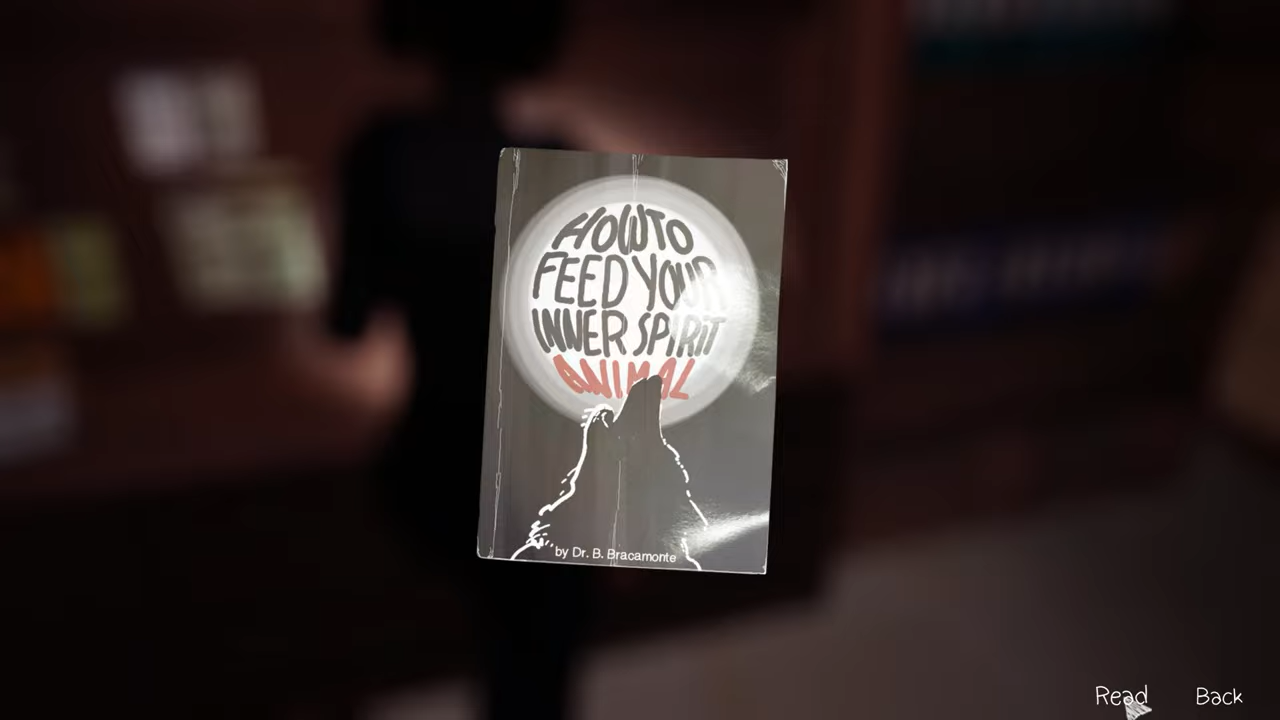 HOW TO
FEED YOUR
INNER SPIRIT
ANIMAL
by Dr. B. Bracamonte
Read
Back